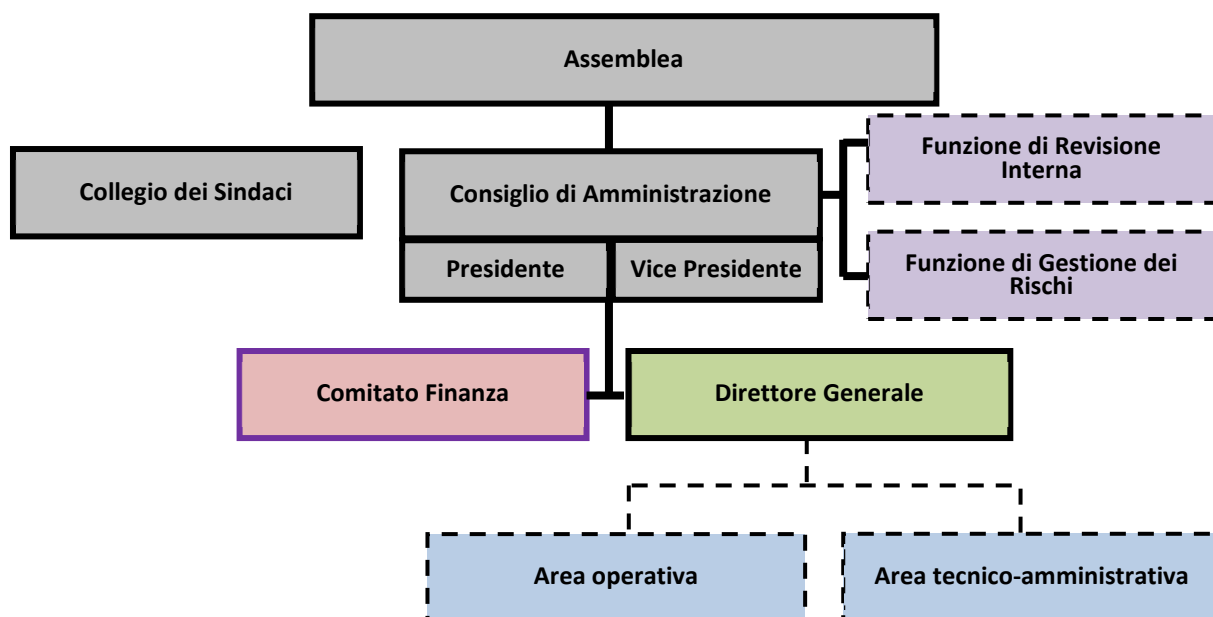 Assemblea
Funzione di Revisione
Interna
Collegio dei Sindaci
Consiglio di Amministrazione
Presidente
Vice Presidente
Funzione di Gestione dei
Rischi
Comitato Finanza
Direttore Generale
Area operativa
Area tecnico-amministrativa